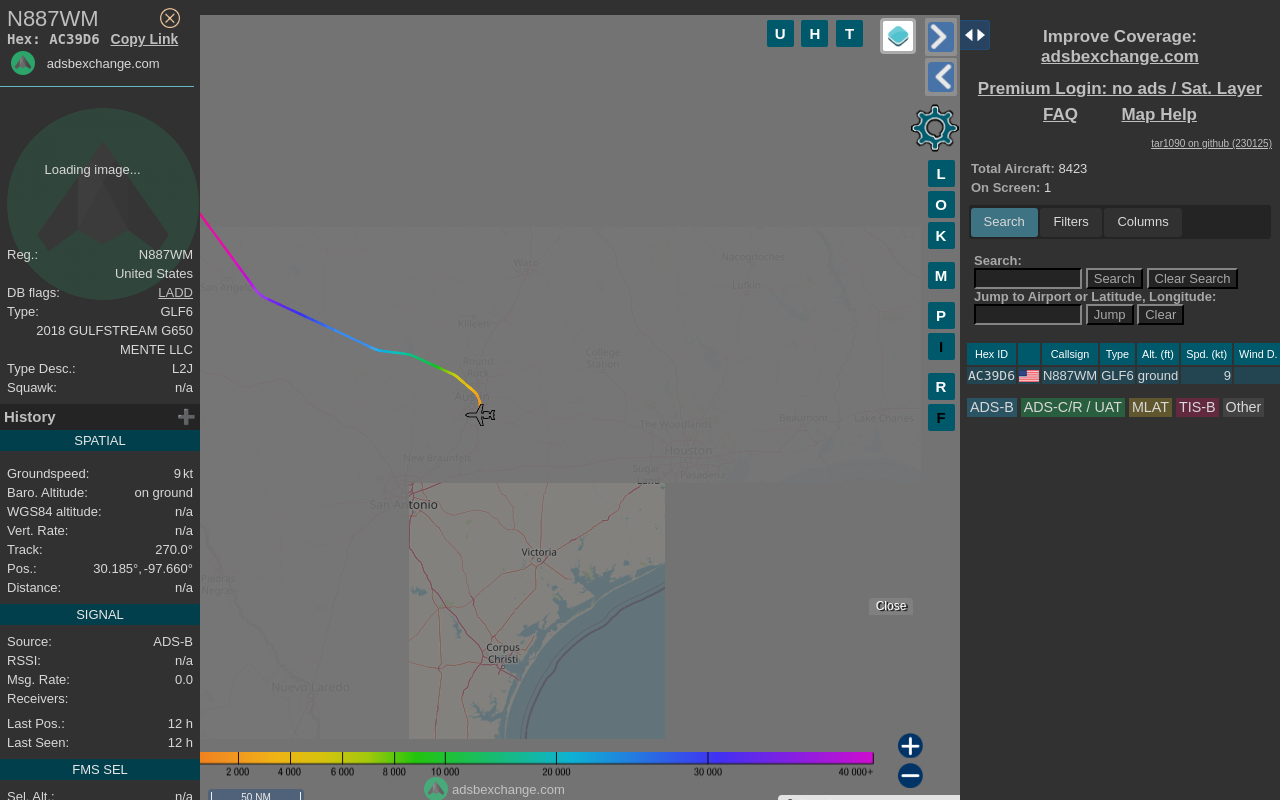 N887WM
Hex: AC39D6 Copy Link
adsbexchange.com
Loading image...
Reg.: N887WM
United States
DB flags: LADD
Type: GLF6
2018 GULFSTREAM G650
MENTE LLC
Type Desc.: L2J
Squawk: n/a
History
SPATIAL
Groundspeed: 9 kt
Baro. Altitude: on ground
WGS84 altitude: n/a
Vert. Rate: n/a
Track: 270.0°
Pos.: 30.185°, -97.660°
Distance: n/a
SIGNAL
Source: ADS-B
RSSI: n/a
Msg. Rate: 0.0
Receivers:
Last Pos.: 12 h
Last Seen: 12 h
FMS SEL
Sel. Alt.: n/a
U H T
L
O
K
M
P
I
R
F
Waco
Nacogdoches
Lufkin
San Angelo
Killeen
Round
Rock
College
Station
Austin
The Woodlands
Beaumont
Lake Charles
Houston
New Braunfels
Sugar
Land
Pasadena
San Antonio
Victoria
Piedras
Negras
Corpus
Christi
Nuevo Laredo
Close
2 000 4 000 6 000 8 000 10 000 20 000 30 000 40 000+
adsbexchange.com
50 NM
Improve Coverage:
adsbexchange.com
Premium Login: no ads / Sat. Layer
FAQ Map Help
tar1090 on github (230125)
Total Aircraft: 8423
On Screen: 1
Search Filters Columns
Search:
Search Clear Search
Jump to Airport or Latitude, Longitude:
Jump Clear
Hex ID Callsign Type Alt. (ft) Spd. (kt) Wind D.
AC39D6 N887WM GLF6 ground 9
ADS-B ADS-C/R / UAT MLAT TIS-B Other